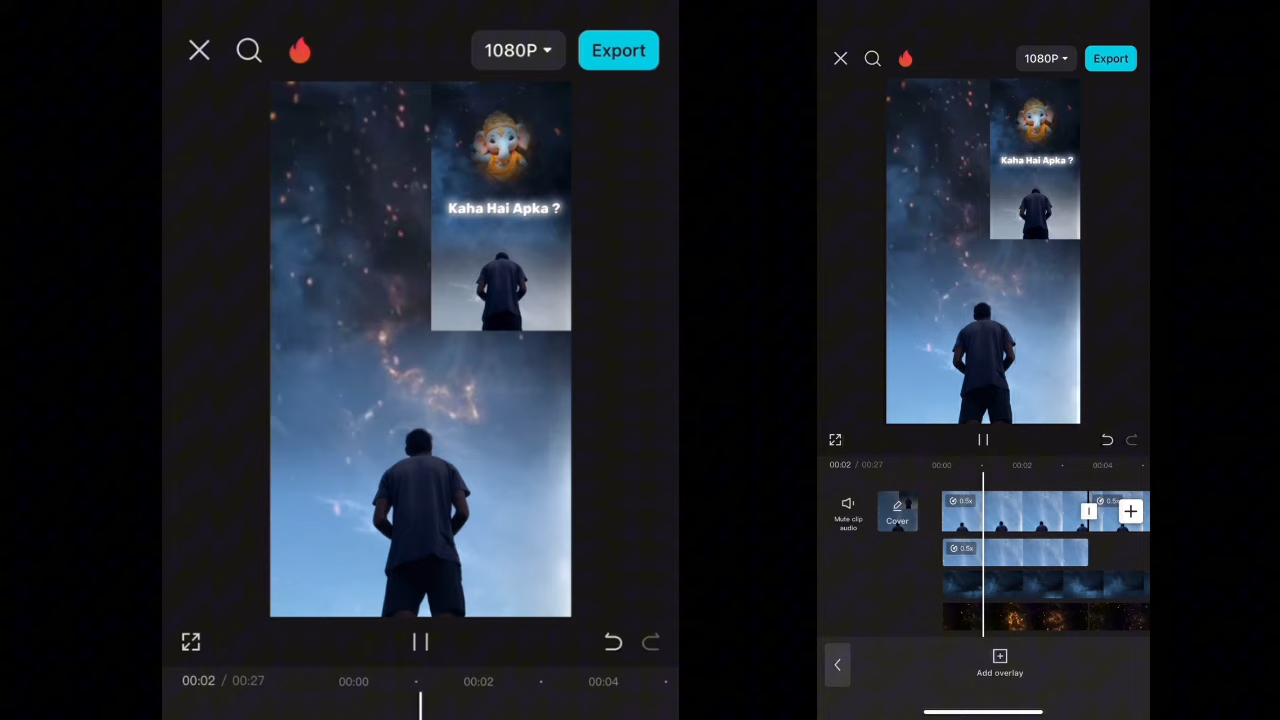 1080P
Export
Kaha Hai Apka ?
00:02 / 00:27
00:00
00:02
00:04
1080P
Export
Kaha Hai Apka ?
00:02 / 00:27
00:00
00:02
00:04
Mute clip
audio
Cover
0.5x
0.5x
0.5x
Add overlay